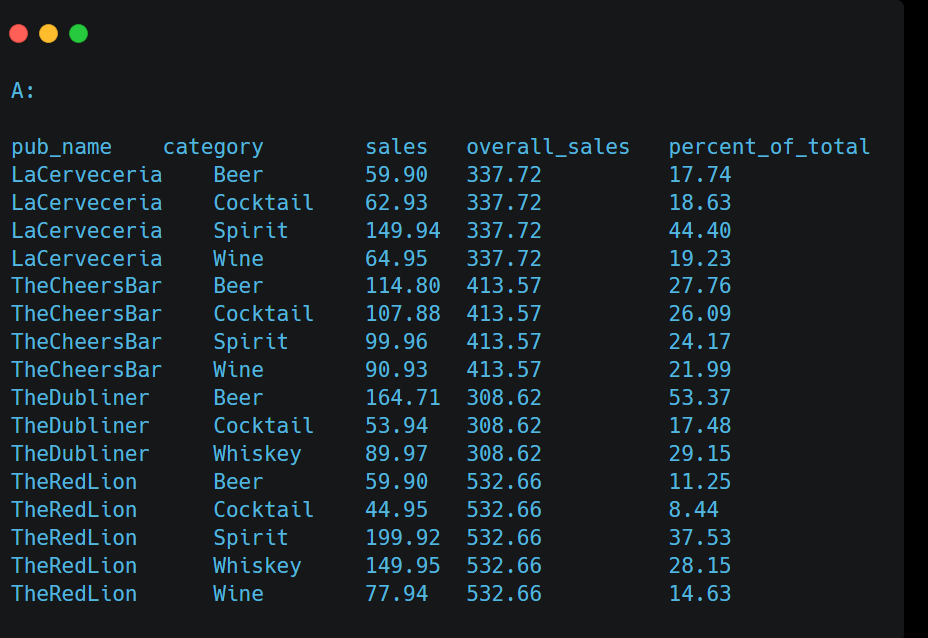 A:
pub_name category sales overall_sales percent_of_total
LaCerveceria Beer 59.90 337.72 17.74
LaCerveceria Cocktail 62.93 337.72 18.63
LaCerveceria Spirit 149.94 337.72 44.40
LaCerveceria Wine 64.95 337.72 19.23
TheCheersBar Beer 114.80 413.57 27.76
TheCheersBar Cocktail 107.88 413.57 26.09
TheCheersBar Spirit 99.96 413.57 24.17
TheCheersBar Wine 90.93 413.57 21.99
TheDubliner Beer 164.71 308.62 53.37
TheDubliner Cocktail 53.94 308.62 17.48
TheDubliner Whiskey 89.97 308.62 29.15
TheRedLion Beer 59.90 532.66 11.25
TheRedLion Cocktail 44.95 532.66 8.44
TheRedLion Spirit 199.92 532.66 37.53
TheRedLion Whiskey 149.95 532.66 28.15
TheRedLion Wine 77.94 532.66 14.63